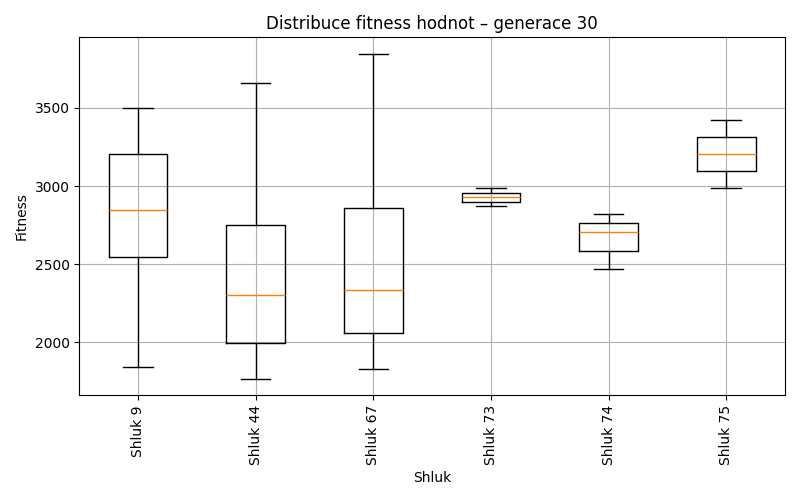 Distribuce fitness hodnot – generace 30
Fitness
3500
3000
2500
2000
Shluk 9
Shluk 44
Shluk 67
Shluk 73
Shluk 74
Shluk 75
Shluk